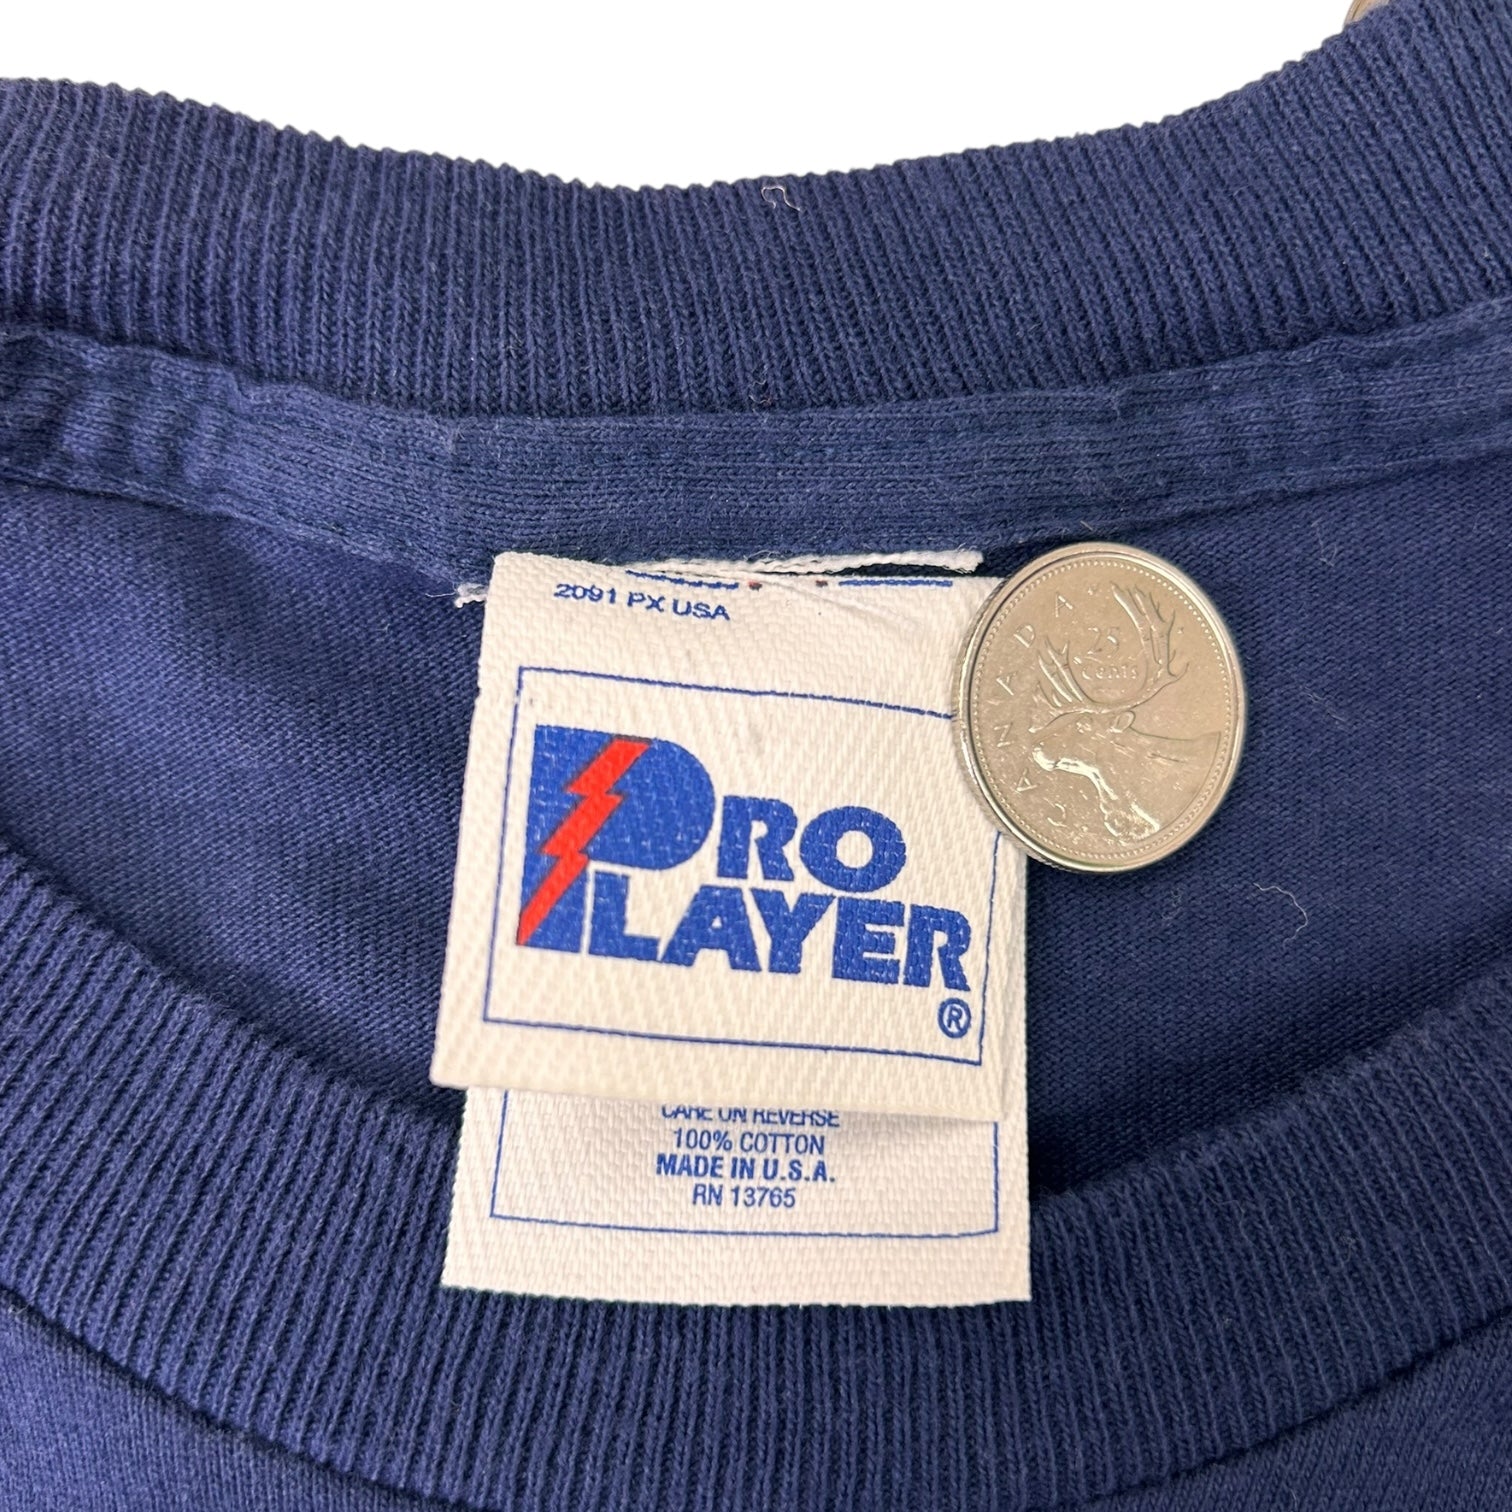 2091 PX USA
PRO
PLAYER
®
CARE ON REVERSE
100% COTTON
MADE IN U.S.A.
RN 13765
CANADA
25
cents